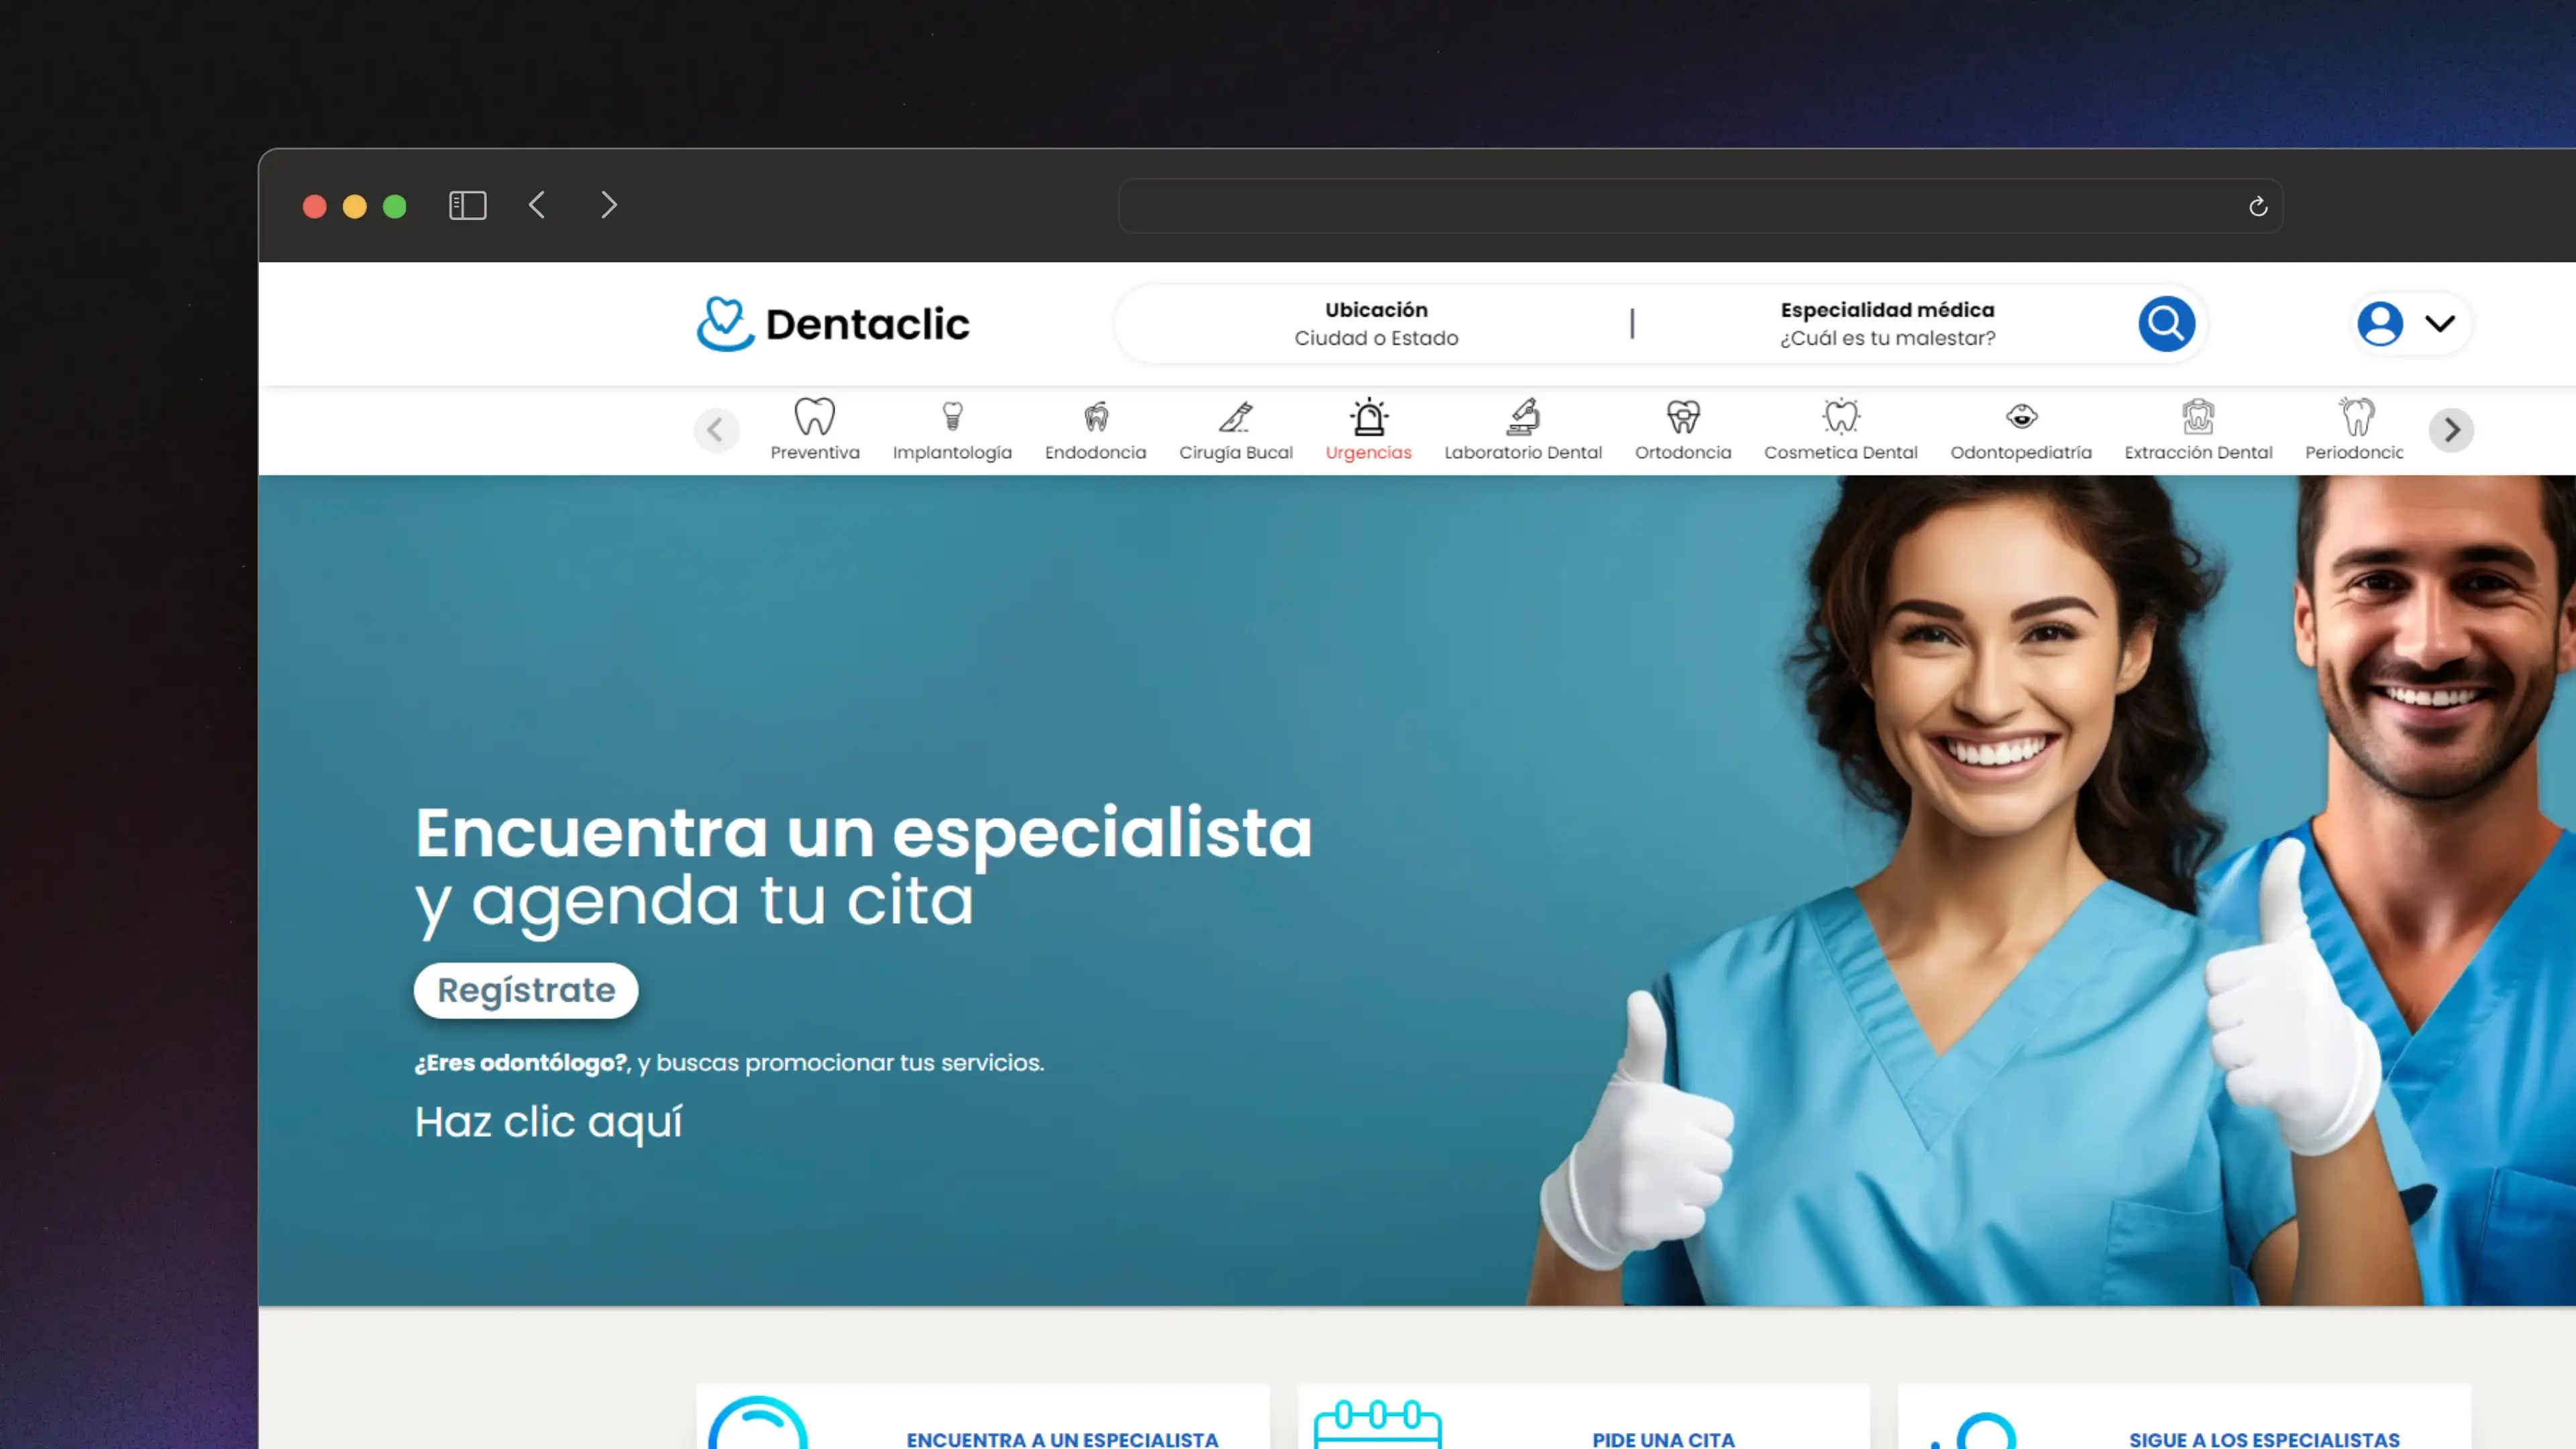 Dentaclic
Ubicación
Ciudad o Estado
|
Especialidad médica
¿Cuál es tu malestar?
Preventiva
Implantología
Endodoncia
Cirugía Bucal
Urgencias
Laboratorio Dental
Ortodoncia
Cosmetica Dental
Odontopediatría
Extracción Dental
Periodoncic
Encuentra un especialista
y agenda tu cita
Regístrate
¿Eres odontólogo?, y buscas promocionar tus servicios.
Haz clic aquí
ENCUENTRA A UN ESPECIALISTA
PIDE UNA CITA
SIGUE A LOS ESPECIALISTAS